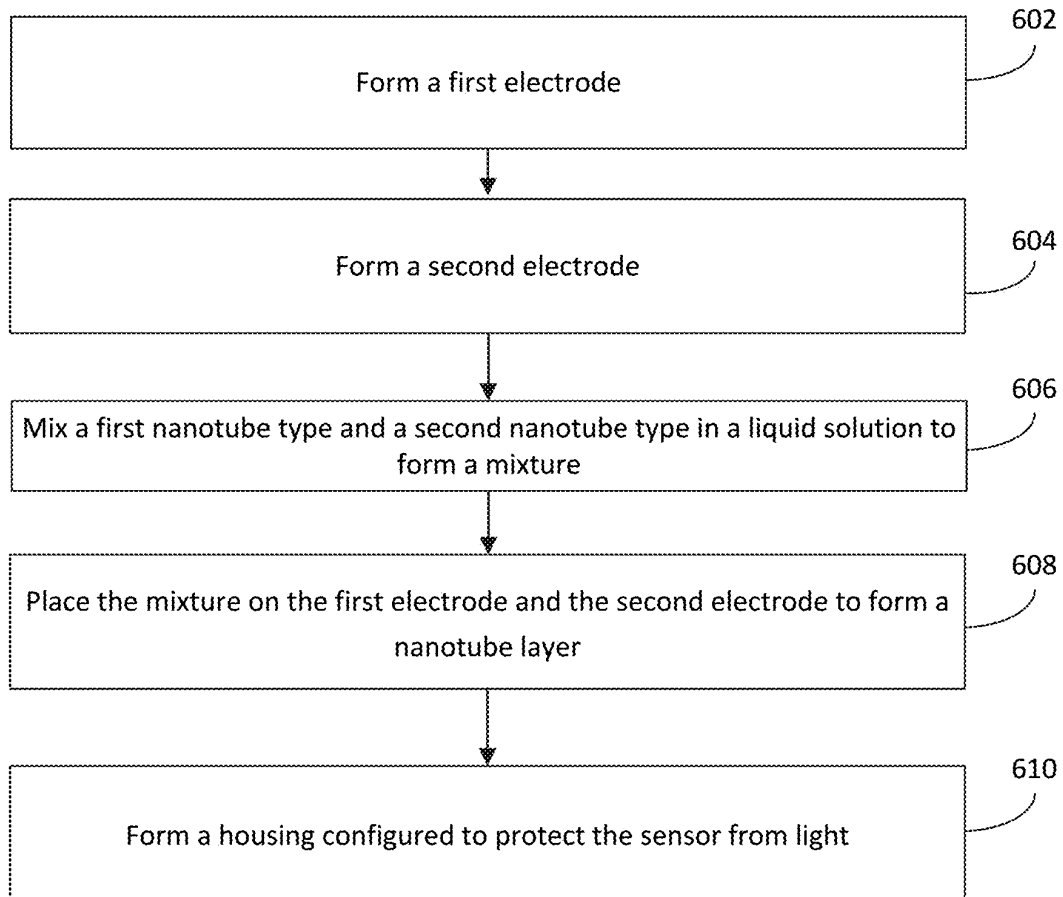 602
Form a first electrode
604
Form a second electrode
606
Mix a first nanotube type and a second nanotube type in a liquid solution to
form a mixture
608
Place the mixture on the first electrode and the second electrode to form a
nanotube layer
610
Form a housing configured to protect the sensor from light